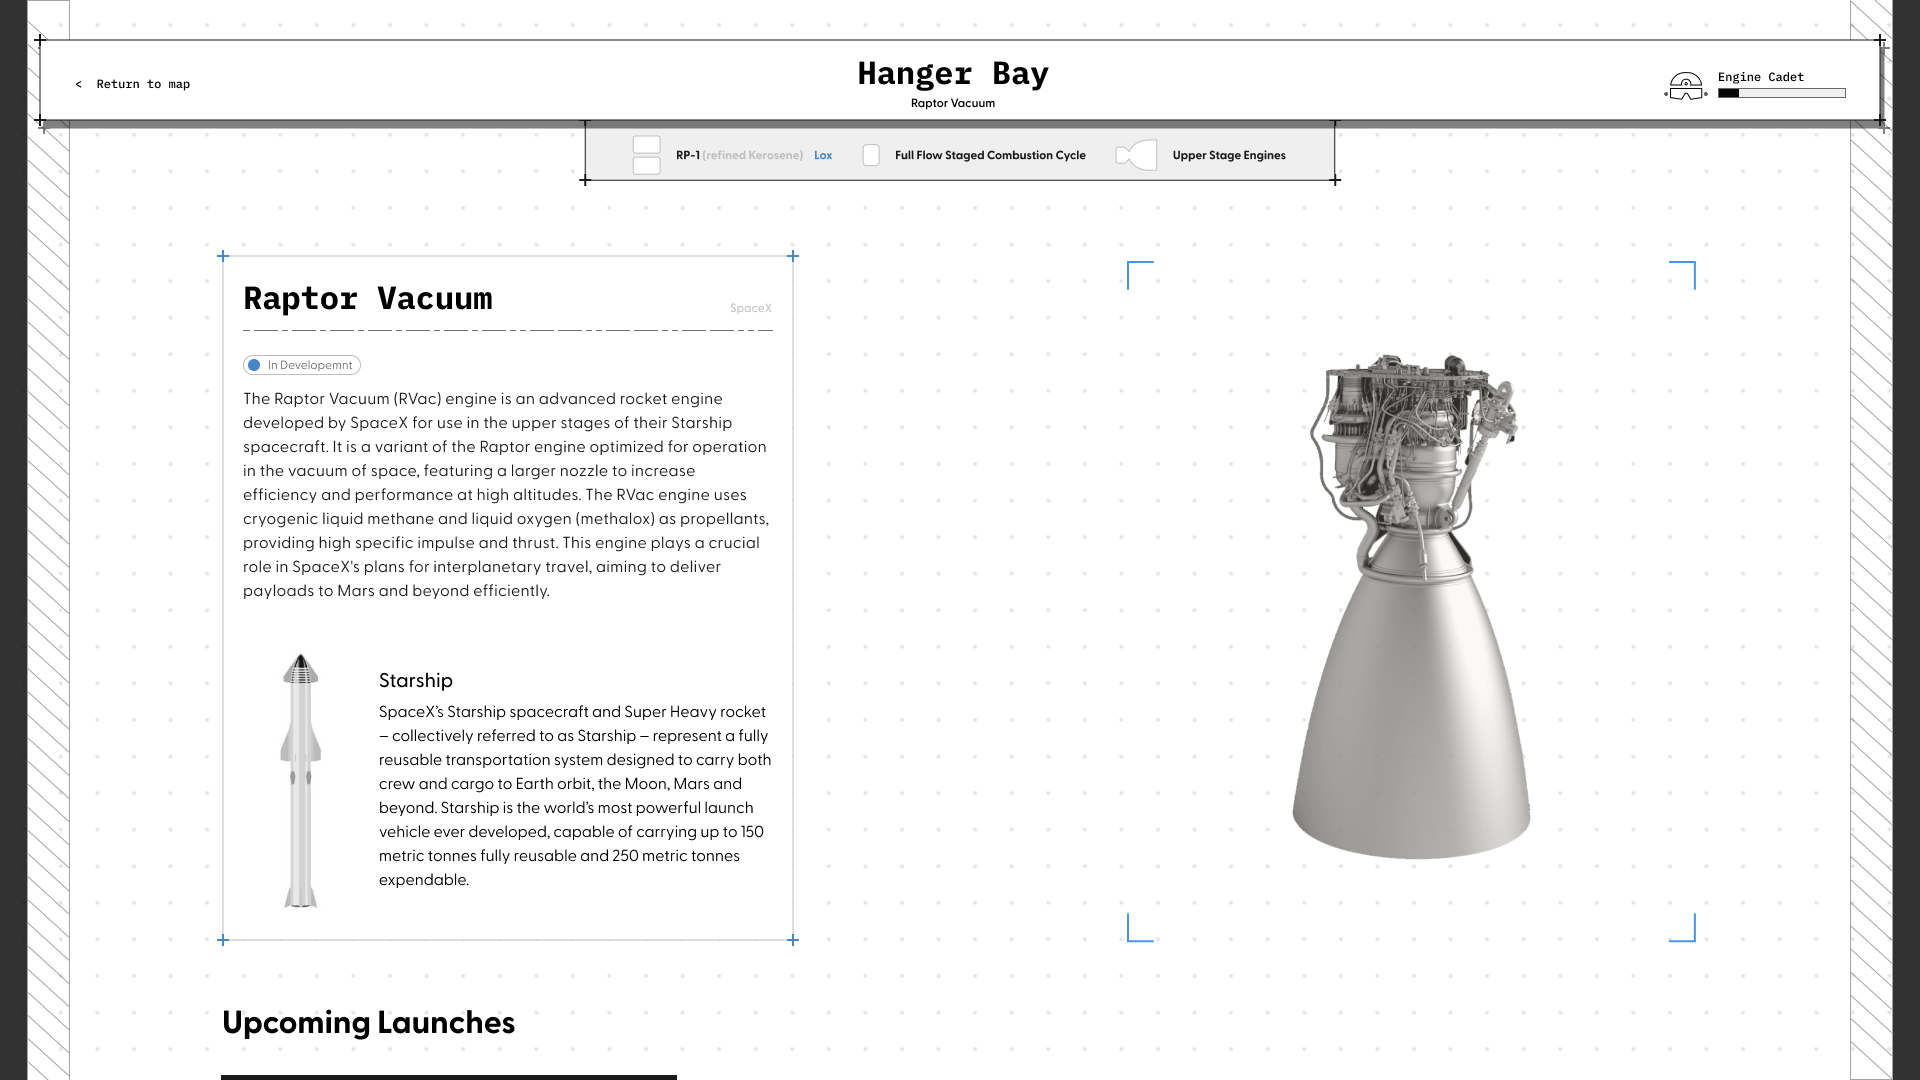 < Return to map
Hanger Bay
Raptor Vacuum
Engine Cadet
RP-1 (refined Kerosene) Lox
Full Flow Staged Combustion Cycle
Upper Stage Engines
Raptor Vacuum
SpaceX
In Developemnt
The Raptor Vacuum (RVac) engine is an advanced rocket engine
developed by SpaceX for use in the upper stages of their Starship
spacecraft. It is a variant of the Raptor engine optimized for operation
in the vacuum of space, featuring a larger nozzle to increase
efficiency and performance at high altitudes. The RVac engine uses
cryogenic liquid methane and liquid oxygen (methalox) as propellants,
providing high specific impulse and thrust. This engine plays a crucial
role in SpaceX's plans for interplanetary travel, aiming to deliver
payloads to Mars and beyond efficiently.
Starship
SpaceX’s Starship spacecraft and Super Heavy rocket
– collectively referred to as Starship – represent a fully
reusable transportation system designed to carry both
crew and cargo to Earth orbit, the Moon, Mars and
beyond. Starship is the world’s most powerful launch
vehicle ever developed, capable of carrying up to 150
metric tonnes fully reusable and 250 metric tonnes
expendable.
Upcoming Launches